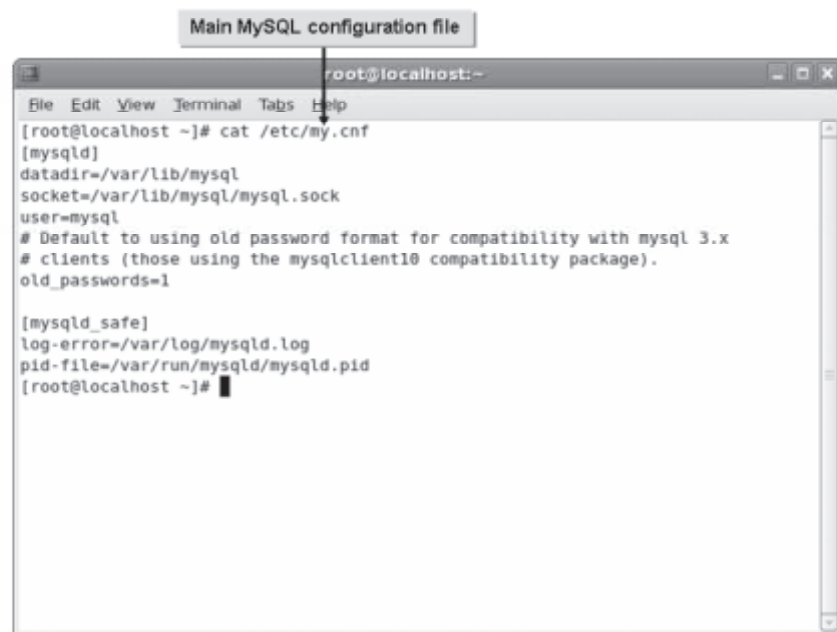 Main MySQL configuration file
root@localhost:~
File Edit View Terminal Tabs Help
[root@localhost ~]# cat /etc/my.cnf
[mysqld]
datadir=/var/lib/mysql
socket=/var/lib/mysql/mysql.sock
user=mysql
# Default to using old password format for compatibility with mysql 3.x
# clients (those using the mysqlclient10 compatibility package).
old_passwords=1
[mysqld_safe]
log-error=/var/log/mysqld.log
pid-file=/var/run/mysqld/mysqld.pid
[root@localhost ~]#